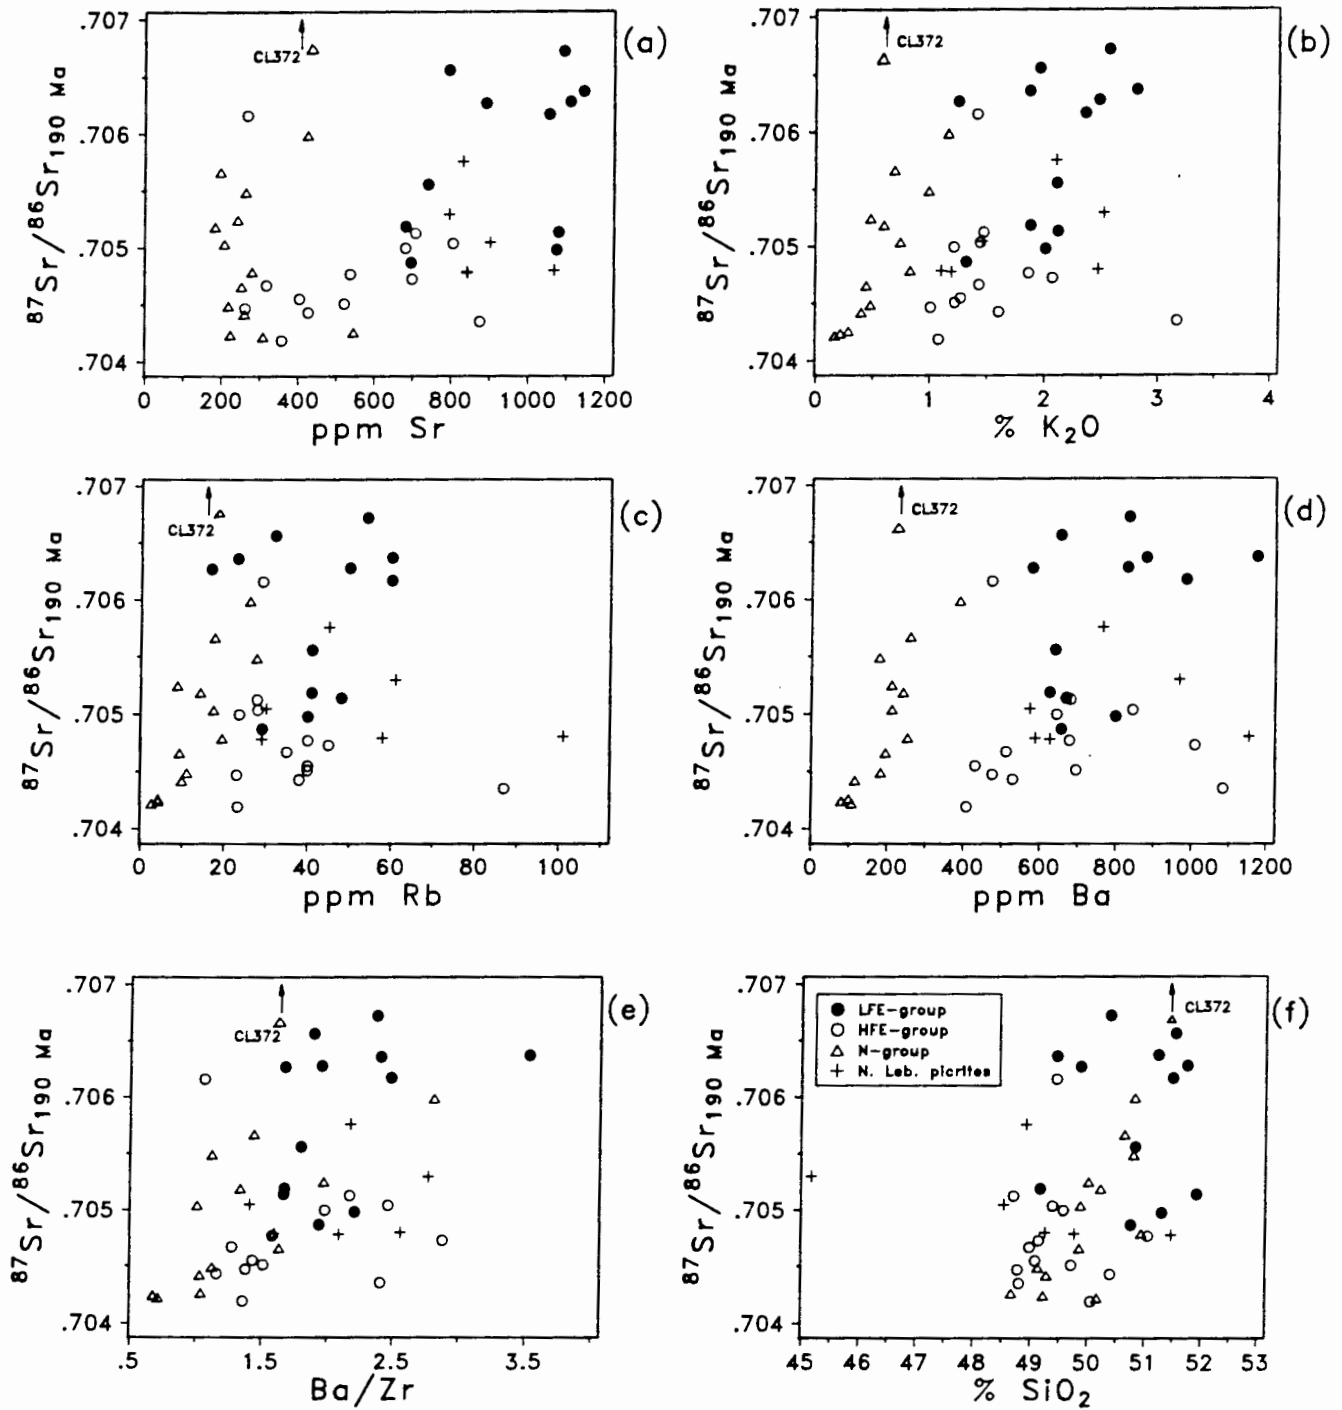 .707
.706
.705
.704
87Sr/86Sr190 Ma
CL372
(a)
0 200 400 600 800 1000 1200
ppm Sr
.707
.706
.705
.704
87Sr/86Sr190 Ma
CL372
(b)
0 1 2 3 4
% K2O
.707
.706
.705
.704
87Sr/86Sr190 Ma
CL372
(c)
0 20 40 60 80 100
ppm Rb
.707
.706
.705
.704
87Sr/86Sr190 Ma
CL372
(d)
0 200 400 600 800 1000 1200
ppm Ba
.707
.706
.705
.704
87Sr/86Sr190 Ma
CL372
(e)
.5 1.5 2.5 3.5
Ba/Zr
.707
.706
.705
.704
87Sr/86Sr190 Ma
LFE-group
HFE-group
N-group
N. Leb. picrites
CL372
(f)
45 46 47 48 49 50 51 52 53
% SiO2